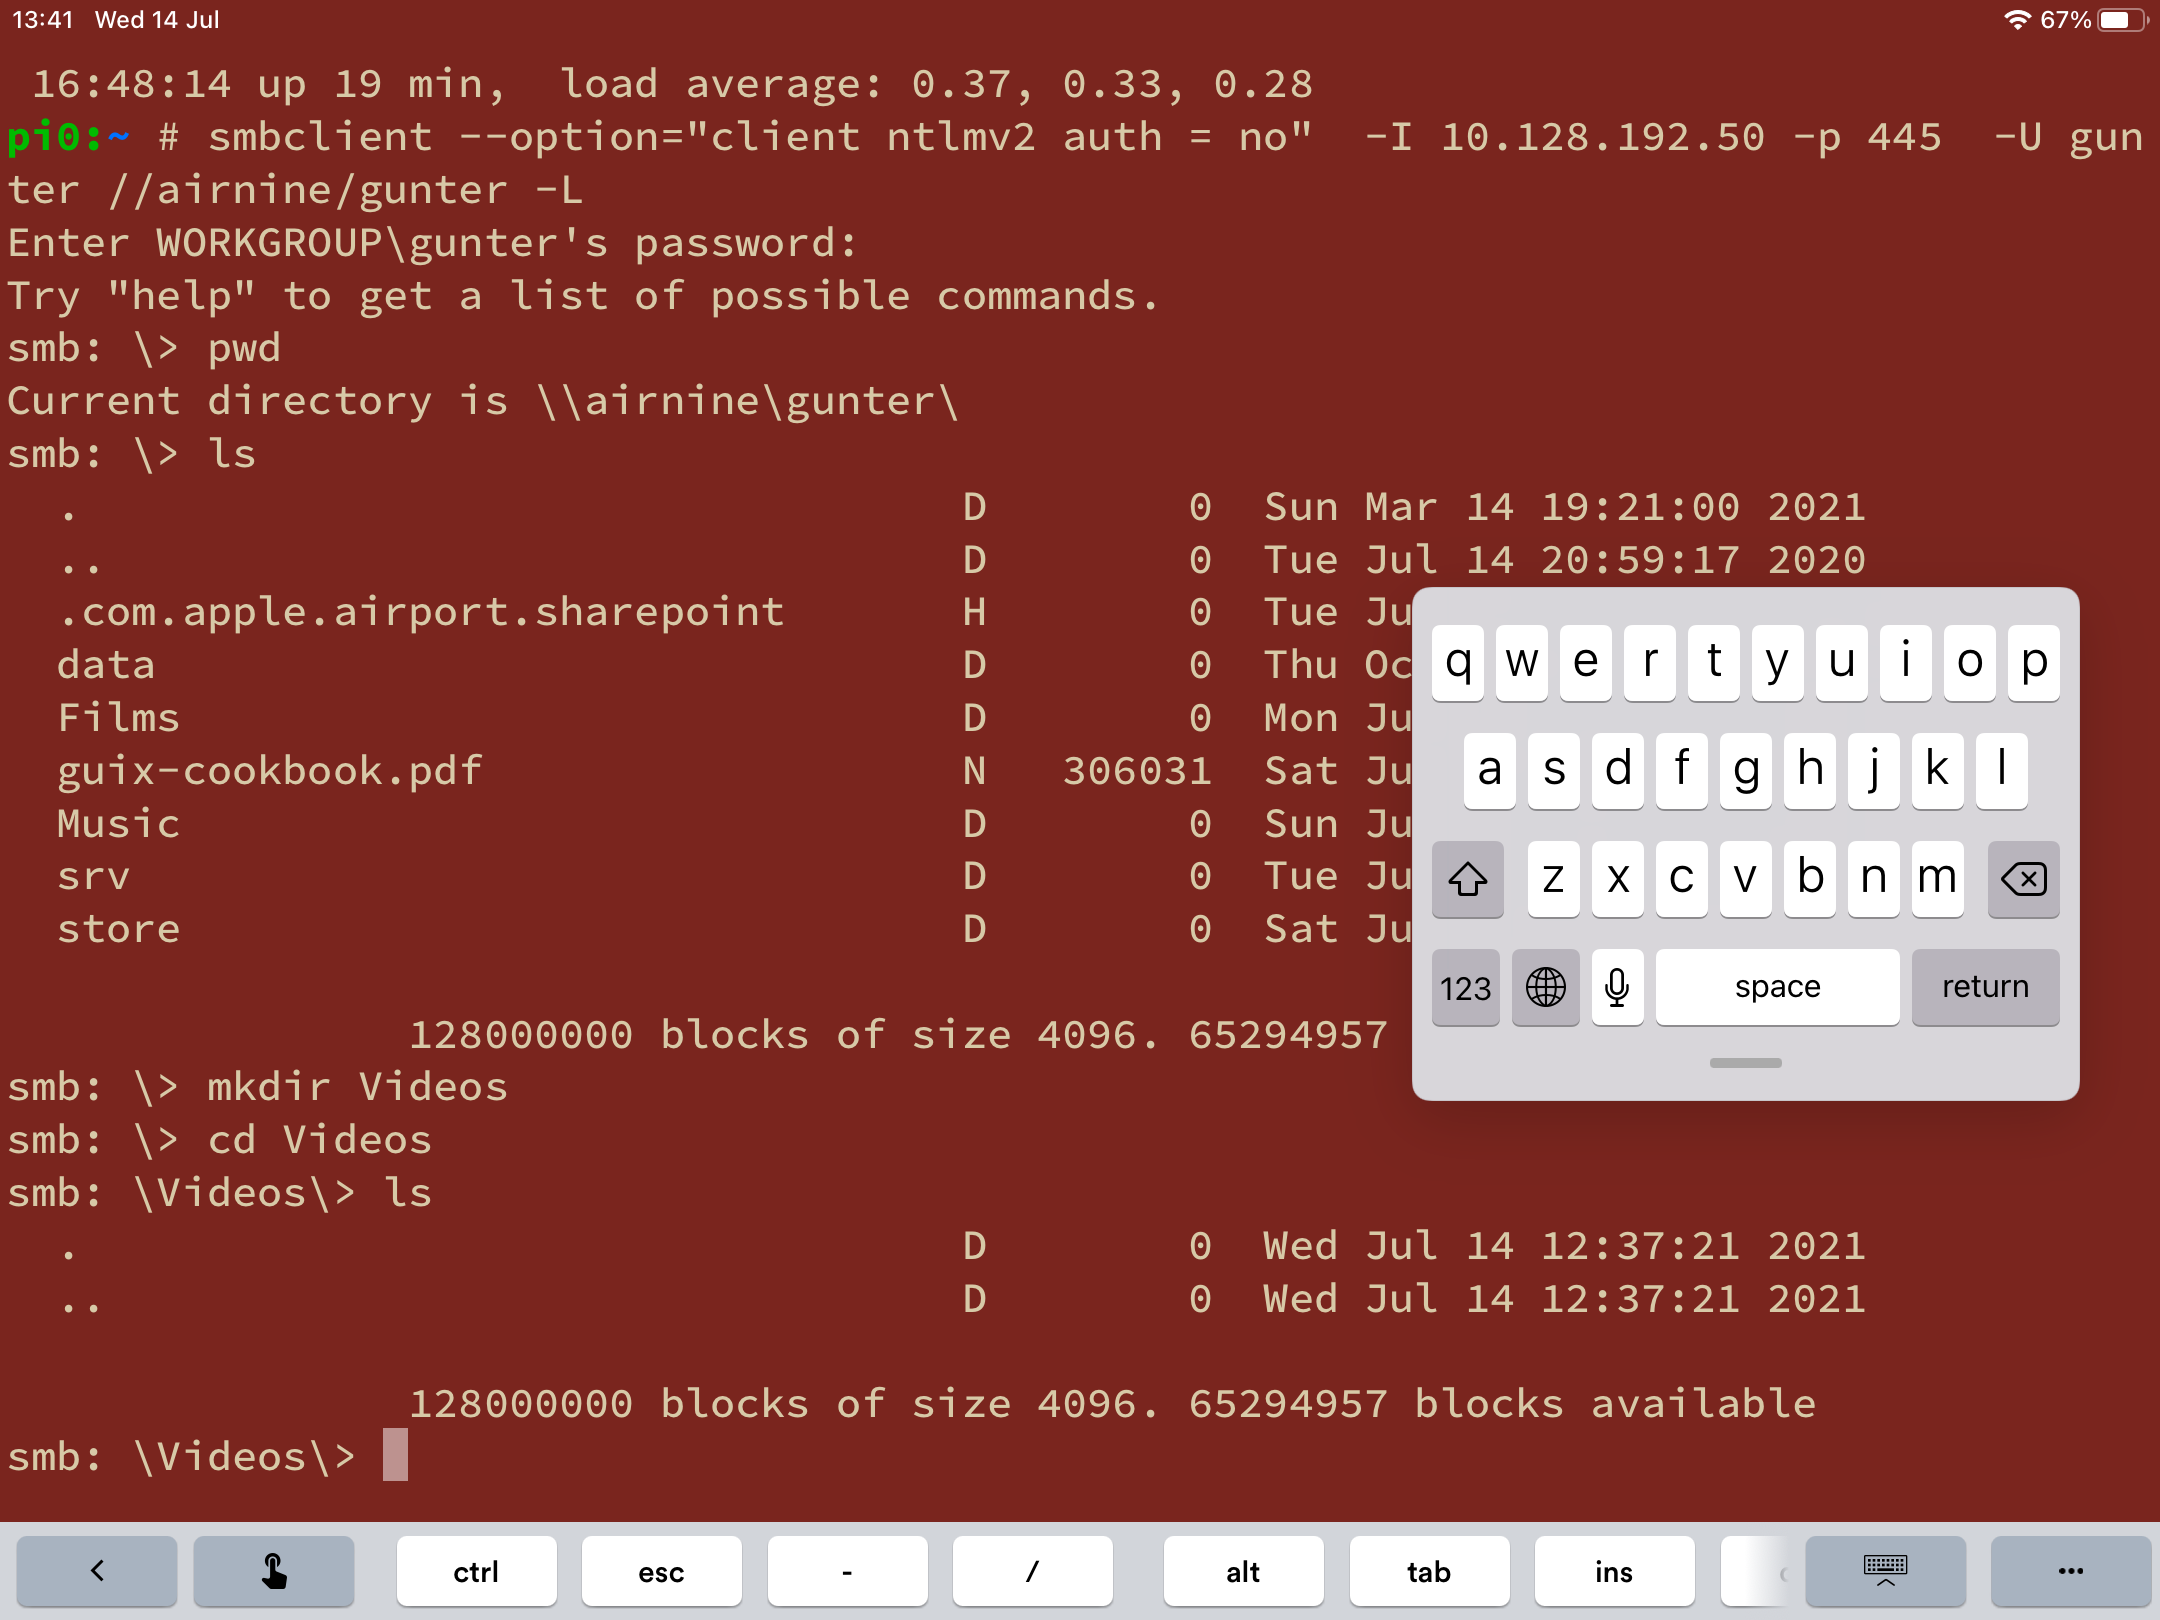 13:41 Wed 14 Jul 67%
16:48:14 up 19 min,  load average: 0.37, 0.33, 0.28
pi0:~ # smbclient --option="client ntlmv2 auth = no"  -I 10.128.192.50 -p 445  -U gun
ter //airnine/gunter -L
Enter WORKGROUP\gunter's password:
Try "help" to get a list of possible commands.
smb: \> pwd
Current directory is \\airnine\gunter\
smb: \> ls
. D 0 Sun Mar 14 19:21:00 2021
.. D 0 Tue Jul 14 20:59:17 2020
.com.apple.airport.sharepoint H 0 Tue Ju
data D 0 Thu Oc
Films D 0 Mon Ju
guix-cookbook.pdf N 306031 Sat Ju
Music D 0 Sun Ju
srv D 0 Tue Ju
store D 0 Sat Ju
128000000 blocks of size 4096. 65294957
smb: \> mkdir Videos
smb: \> cd Videos
smb: \Videos\> ls
. D 0 Wed Jul 14 12:37:21 2021
.. D 0 Wed Jul 14 12:37:21 2021
128000000 blocks of size 4096. 65294957 blocks available
smb: \Videos\>
q w e r t y u i o p
a s d f g h j k l
z x c v b n m
123 space return
ctrl esc - / alt tab ins ...